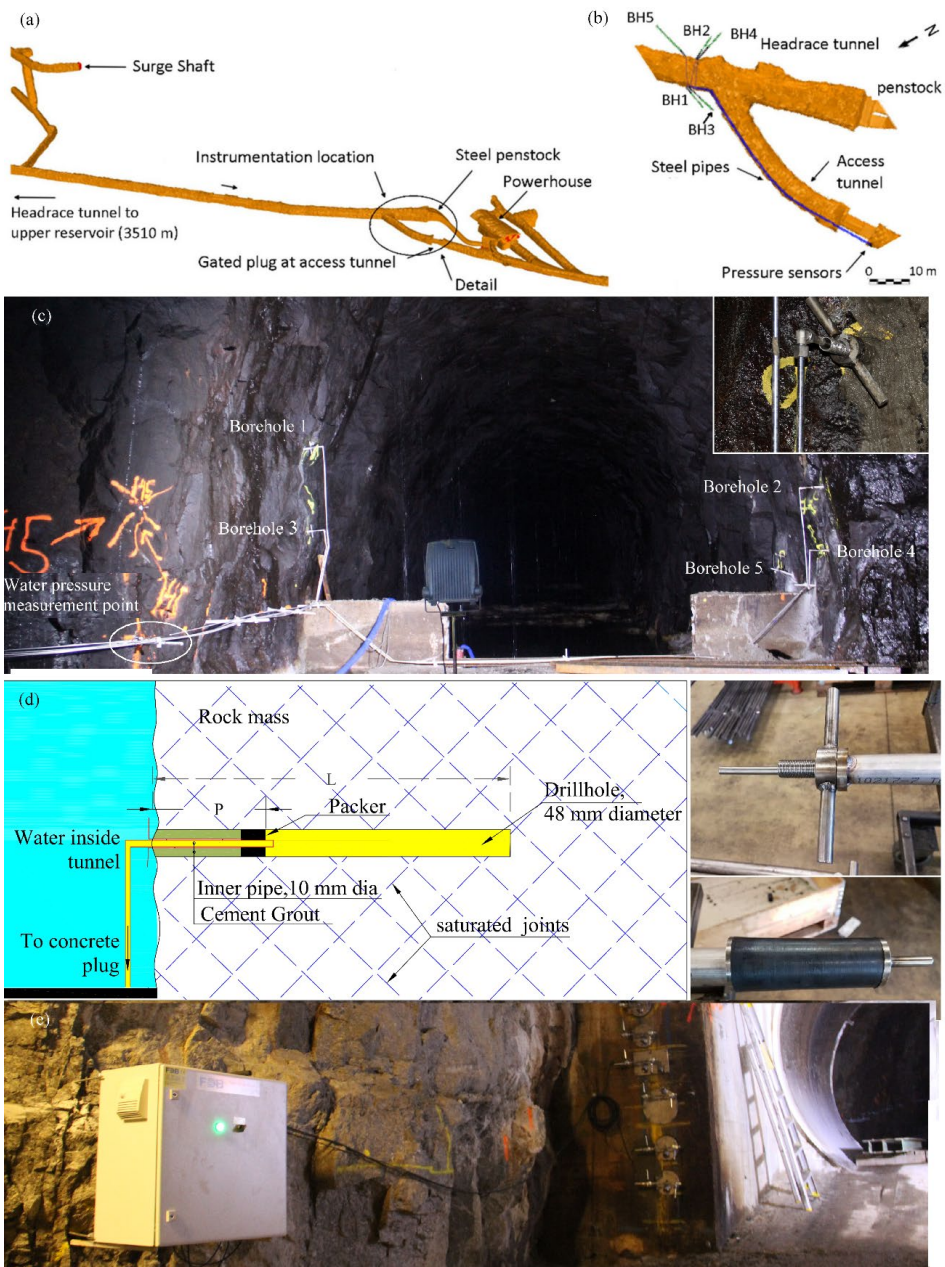 (a)
Surge Shaft
Instrumentation location
Steel penstock
Powerhouse
Headrace tunnel to
upper reservoir (3510 m)
Gated plug at access tunnel
Detail
(b)
BH5
BH2
BH4
Headrace tunnel
N
penstock
BH1
BH3
Steel pipes
Access
tunnel
Pressure sensors
0 10 m
(c)
Borehole 1
Borehole 2
Borehole 3
Borehole 4
Borehole 5
H5
Water pressure
measurement point
(d)
Rock mass
L
P
Packer
Drillhole,
48 mm diameter
Water inside
tunnel
Inner pipe,10 mm dia
Cement Grout
saturated joints
To concrete
plug
(e)